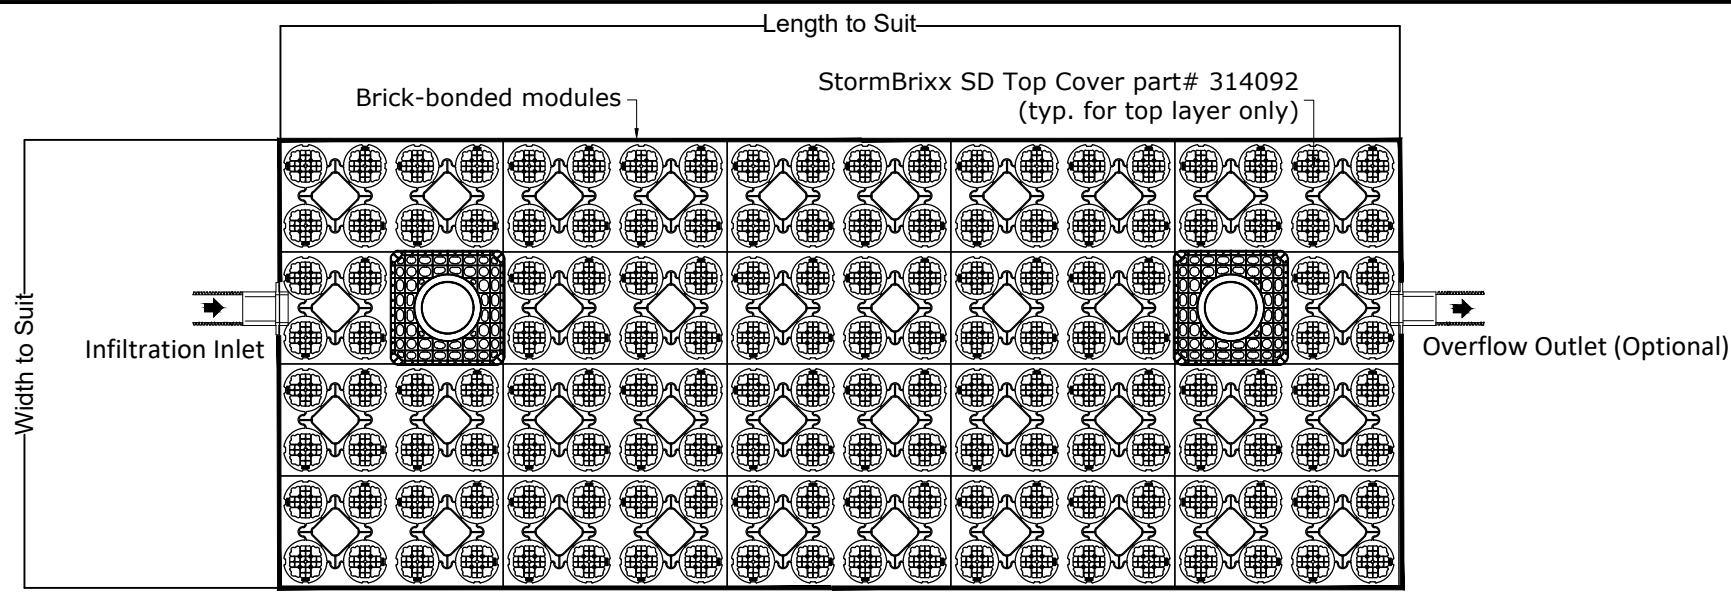 Length to Suit
StormBrixx SD Top Cover part# 314092
(typ. for top layer only)
Brick-bonded modules
Width to Suit
Infiltration Inlet
Overflow Outlet (Optional)